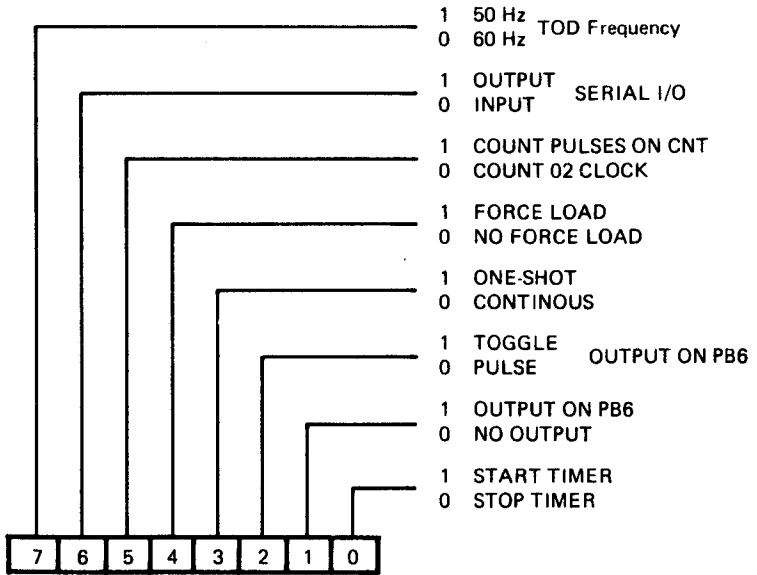 1 50 Hz TOD Frequency
0 60 Hz
1 OUTPUT SERIAL I/O
0 INPUT
1 COUNT PULSES ON CNT
0 COUNT 02 CLOCK
1 FORCE LOAD
0 NO FORCE LOAD
1 ONE-SHOT
0 CONTINOUS
1 TOGGLE OUTPUT ON PB6
0 PULSE
1 OUTPUT ON PB6
0 NO OUTPUT
1 START TIMER
0 STOP TIMER
7 6 5 4 3 2 1 0